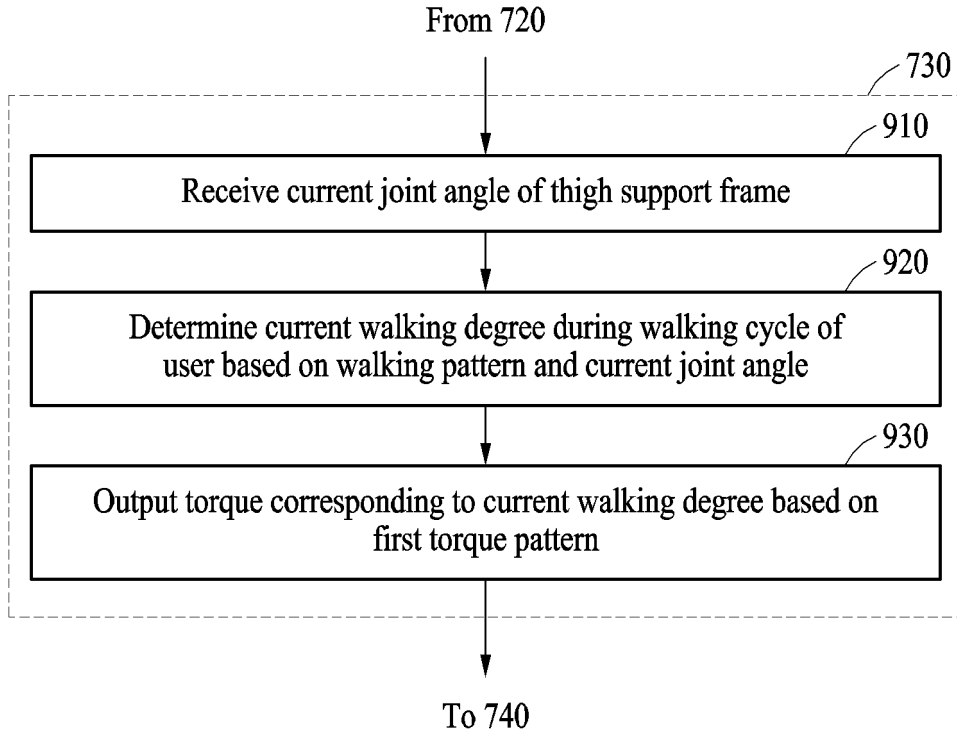 From 720
730
910
Receive current joint angle of thigh support frame
920
Determine current walking degree during walking cycle of
user based on walking pattern and current joint angle
930
Output torque corresponding to current walking degree based on
first torque pattern
To 740